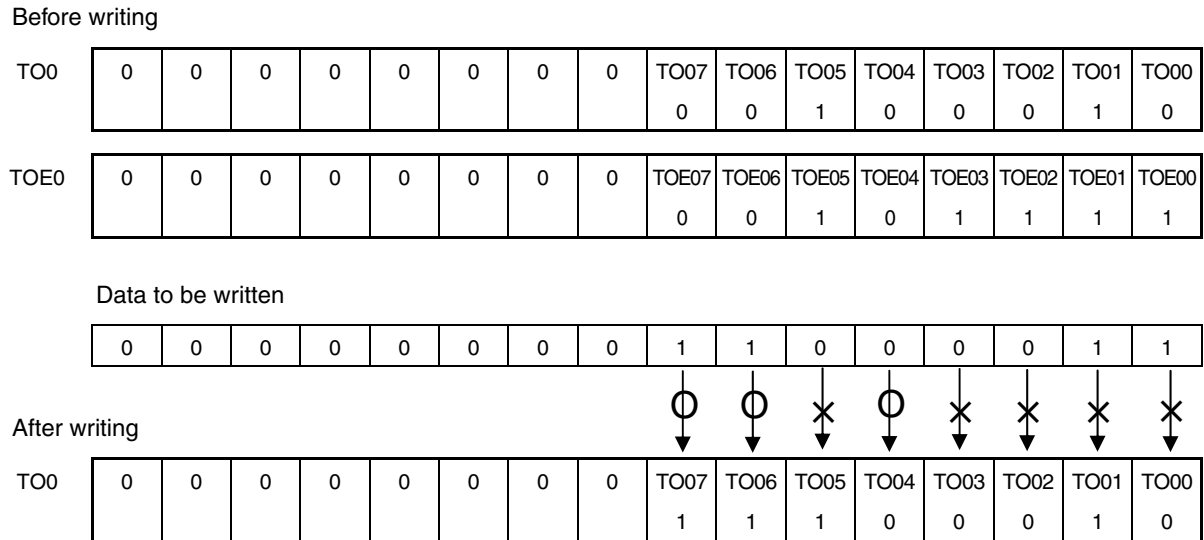 Before writing
TO0 0 0 0 0 0 0 0 0 TO07 TO06 TO05 TO04 TO03 TO02 TO01 TO00
0 0 1 0 0 0 1 0
TOE0 0 0 0 0 0 0 0 0 TOE07 TOE06 TOE05 TOE04 TOE03 TOE02 TOE01 TOE00
0 0 1 0 1 1 1 1
Data to be written
0 0 0 0 0 0 0 0 1 1 0 0 0 0 1 1
O O × O × × × ×
After writing
TO0 0 0 0 0 0 0 0 0 TO07 TO06 TO05 TO04 TO03 TO02 TO01 TO00
1 1 1 0 0 0 1 0